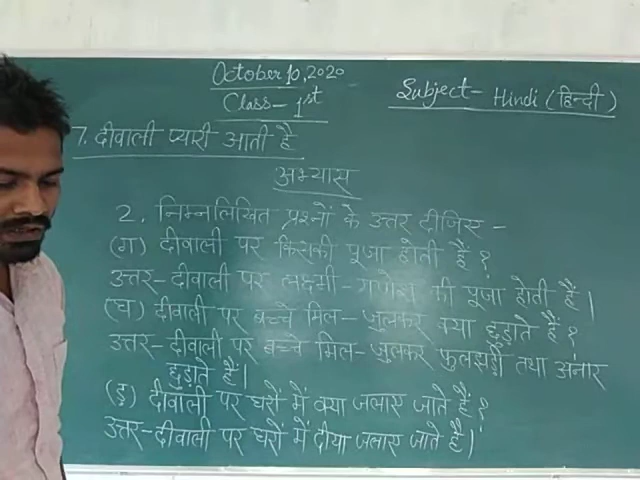 October 10, 2020
Class - 1st
Subject - Hindi (हिन्दी)
7. दीवाली प्यारी आती है
अभ्यास
2. निम्नलिखित प्रश्नों के उत्तर दीजिए -
(ग) दीवाली पर किसकी पूजा होती है ?
उत्तर - दीवाली पर लक्ष्मी - गणेश की पूजा होती हैं।
(घ) दीवाली पर बच्चे मिल - जुलकर क्या छुड़ाते हैं ?
उत्तर - दीवाली पर बच्चे मिल - जुलकर फुलझड़ी तथा अनार
छुड़ाते हैं।
(ङ) दीवाली पर घरों में क्या जलाए जाते हैं ?
उत्तर - दीवाली पर घरों में दीया जलाए जाते हैं।